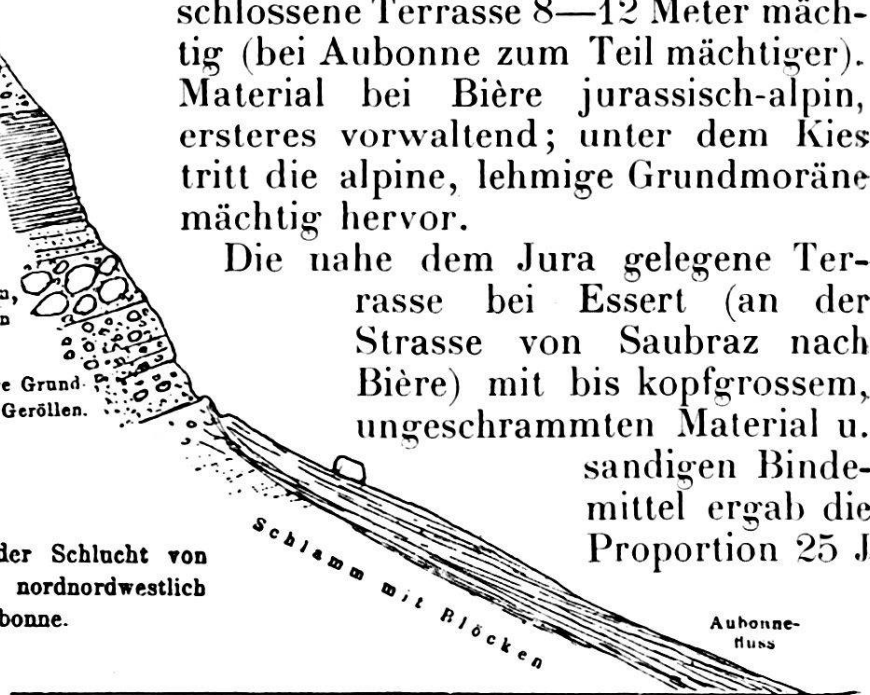 schlossene Terrasse 8—12 Meter mäch-
tig (bei Aubonne zum Teil mächtiger).
Material bei Bière jurassisch-alpin,
ersteres vorwaltend; unter dem Kies
tritt die alpine, lehmige Grundmoräne
mächtig hervor.
Die nahe dem Jura gelegene Ter-
rasse bei Essert (an der
Strasse von Saubraz nach
Bière) mit bis kopfgrossem,
ungeschrammten Material u.
sandigen Binde-
mittel ergab die
Proportion 25 J
Grund-
Geröllen.
Schlamm mit Blöcken
der Schlucht von
nordnordwestlich
bonne.
Aubonne-
fluss